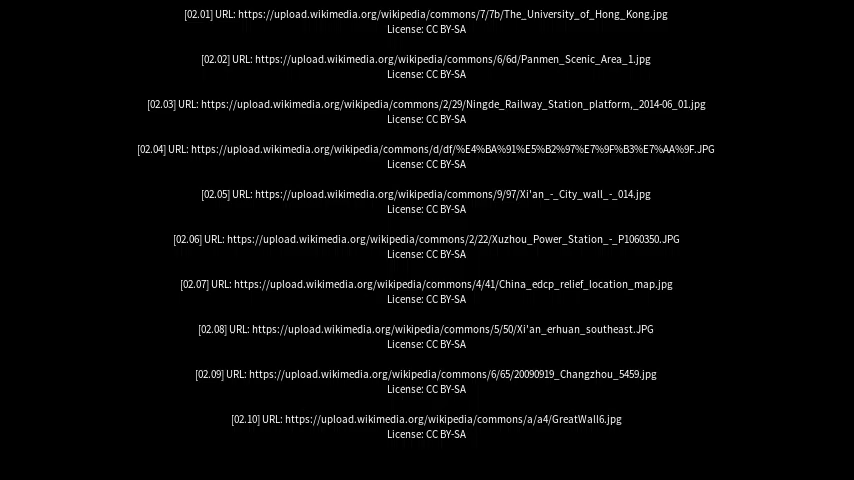 [02.01] URL: https://upload.wikimedia.org/wikipedia/commons/7/7b/The_University_of_Hong_Kong.jpg
License: CC BY-SA
[02.02] URL: https://upload.wikimedia.org/wikipedia/commons/6/6d/Panmen_Scenic_Area_1.jpg
License: CC BY-SA
[02.03] URL: https://upload.wikimedia.org/wikipedia/commons/2/29/Ningde_Railway_Station_platform,_2014-06_01.jpg
License: CC BY-SA
[02.04] URL: https://upload.wikimedia.org/wikipedia/commons/d/df/%E4%BA%91%E5%B2%97%E7%9F%B3%E7%AA%9F.JPG
License: CC BY-SA
[02.05] URL: https://upload.wikimedia.org/wikipedia/commons/9/97/Xi'an_-_City_wall_-_014.jpg
License: CC BY-SA
[02.06] URL: https://upload.wikimedia.org/wikipedia/commons/2/22/Xuzhou_Power_Station_-_P1060350.JPG
License: CC BY-SA
[02.07] URL: https://upload.wikimedia.org/wikipedia/commons/4/41/China_edcp_relief_location_map.jpg
License: CC BY-SA
[02.08] URL: https://upload.wikimedia.org/wikipedia/commons/5/50/Xi'an_erhuan_southeast.JPG
License: CC BY-SA
[02.09] URL: https://upload.wikimedia.org/wikipedia/commons/6/65/20090919_Changzhou_5459.jpg
License: CC BY-SA
[02.10] URL: https://upload.wikimedia.org/wikipedia/commons/a/a4/GreatWall6.jpg
License: CC BY-SA